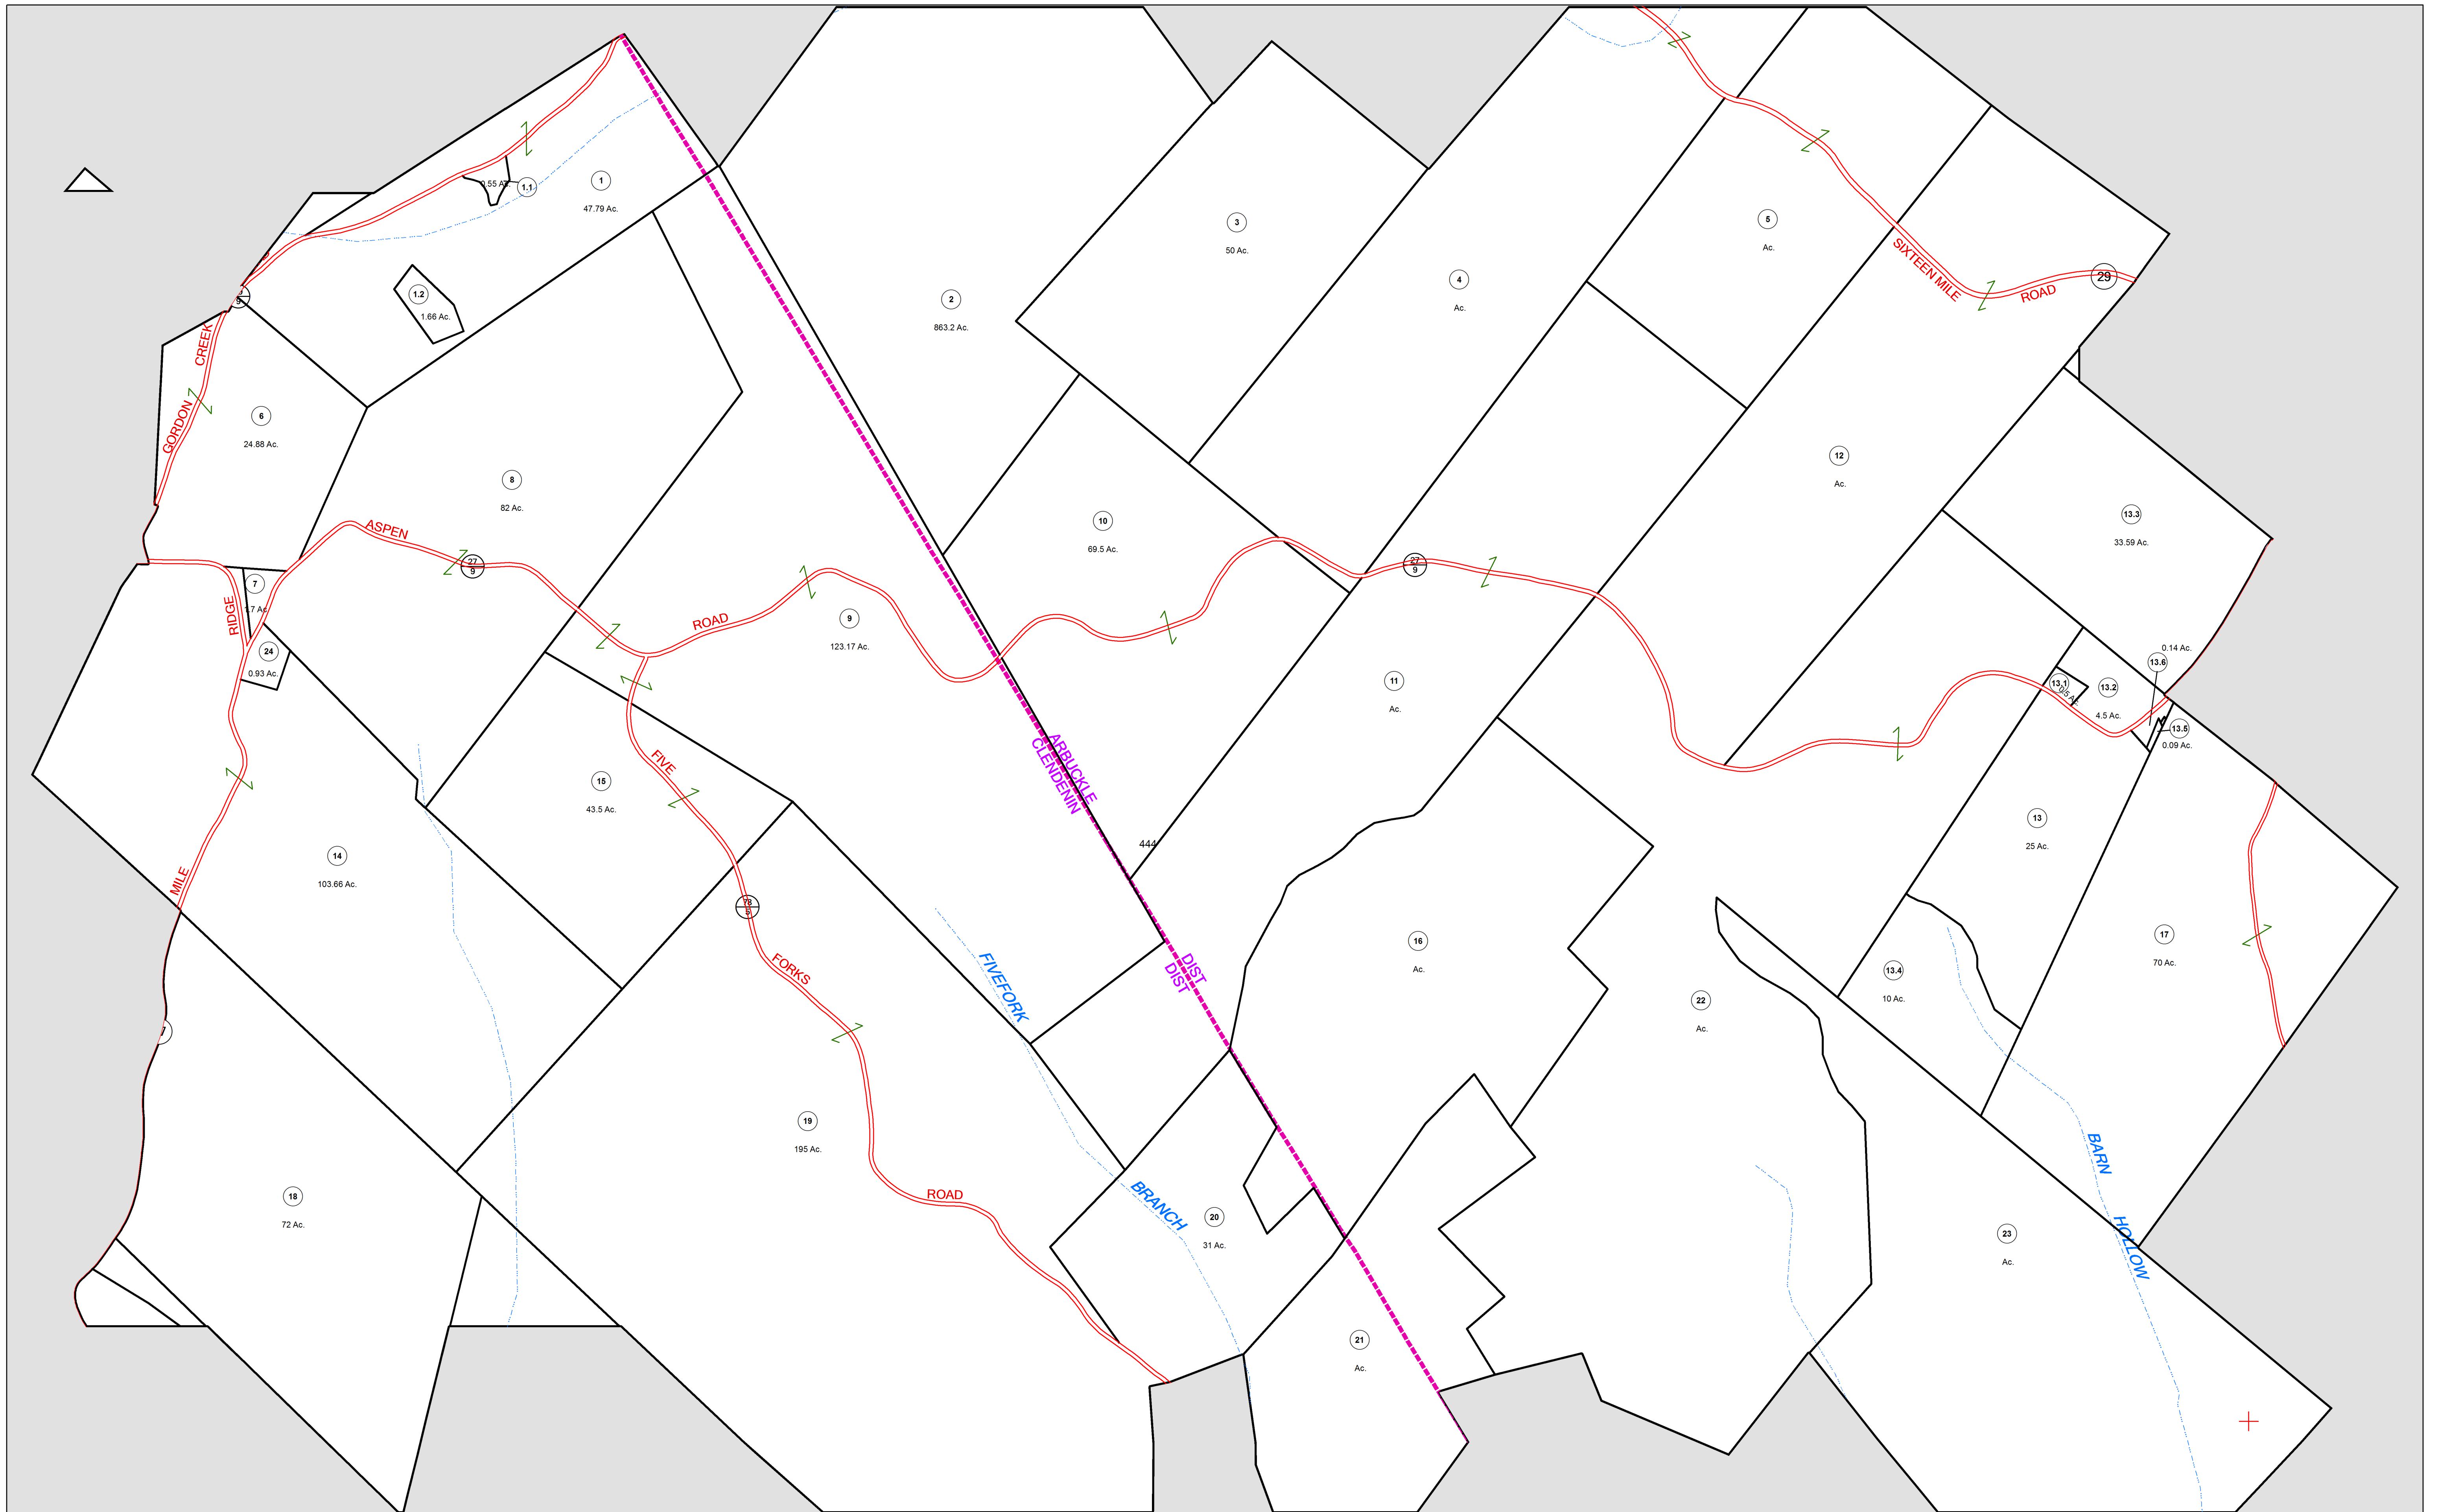 1
47.79 Ac.
0.55 Ac.
1.1
1.2
1.66 Ac.
2
863.2 Ac.
3
50 Ac.
4
Ac.
5
Ac.
SIXTEEN MILE
ROAD
29
GORDON
CREEK
9
6
24.88 Ac.
8
82 Ac.
ASPEN
27
9
ROAD
10
69.5 Ac.
27
9
12
Ac.
13.3
33.59 Ac.
7
RIDGE
24
0.93 Ac.
9
123.17 Ac.
11
Ac.
0.14 Ac.
13.6
13.1
0.5 Ac.
13.2
4.5 Ac.
13.5
0.09 Ac.
ARBUCKLE
CLENDENIN
FIVE
15
43.5 Ac.
444
13
25 Ac.
14
103.66 Ac.
MILE
78
5
FORKS
FIVEFORK
DIST
DIST
16
Ac.
17
70 Ac.
13.4
10 Ac.
22
Ac.
7
19
195 Ac.
BARN
HOLLOW
18
72 Ac.
ROAD
BRANCH
20
31 Ac.
23
Ac.
21
Ac.